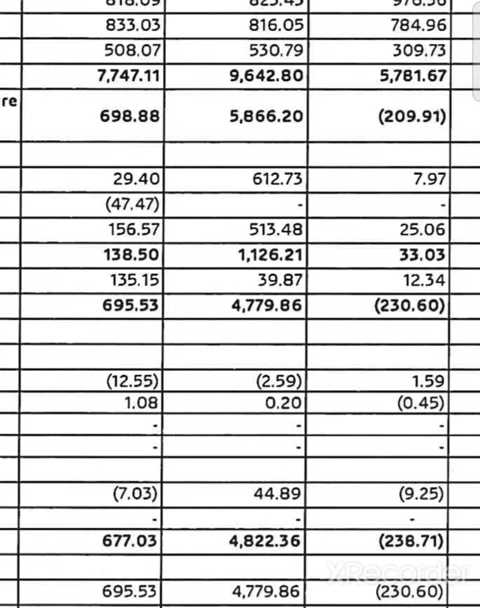 833.03 816.05 784.96
508.07 530.79 309.73
7,747.11 9,642.80 5,781.67
re
698.88 5,866.20 (209.91)
29.40 612.73 7.97
(47.47) - -
156.57 513.48 25.06
138.50 1,126.21 33.03
135.15 39.87 12.34
695.53 4,779.86 (230.60)
(12.55) (2.59) 1.59
1.08 0.20 (0.45)
- - -
- - -
(7.03) 44.89 (9.25)
- - -
677.03 4,822.36 (238.71)
XRecorder
695.53 4,779.86 (230.60)